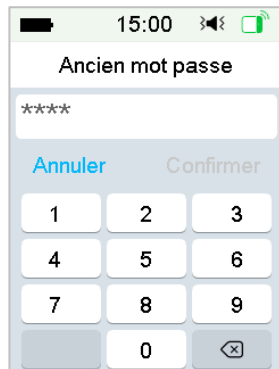 15:00
Ancien mot passe
****
Annuler Confirmer
1 2 3
4 5 6
7 8 9
0